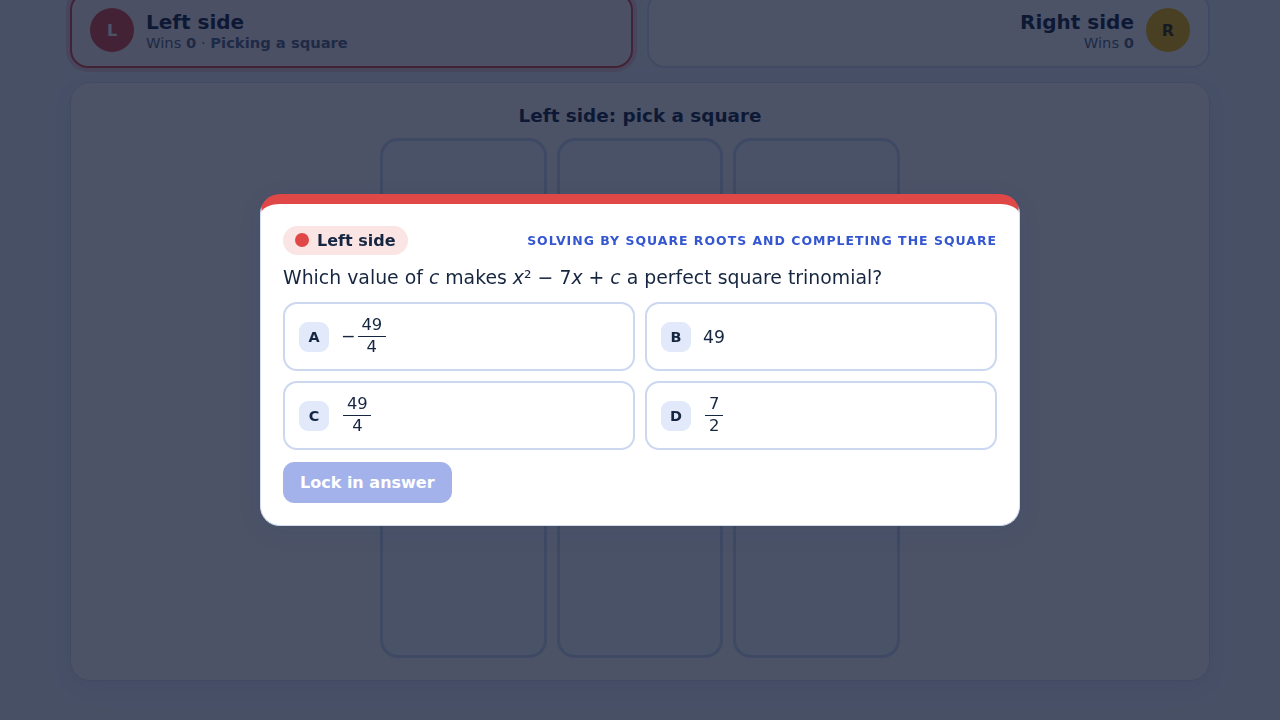 L
Left side
Wins 0 · Picking a square
Right side
Wins 0
R
Left side: pick a square
Left side
SOLVING BY SQUARE ROOTS AND COMPLETING THE SQUARE
Which value of c makes x² − 7x + c a perfect square trinomial?
A −49/4
B 49
C 49/4
D 7/2
Lock in answer